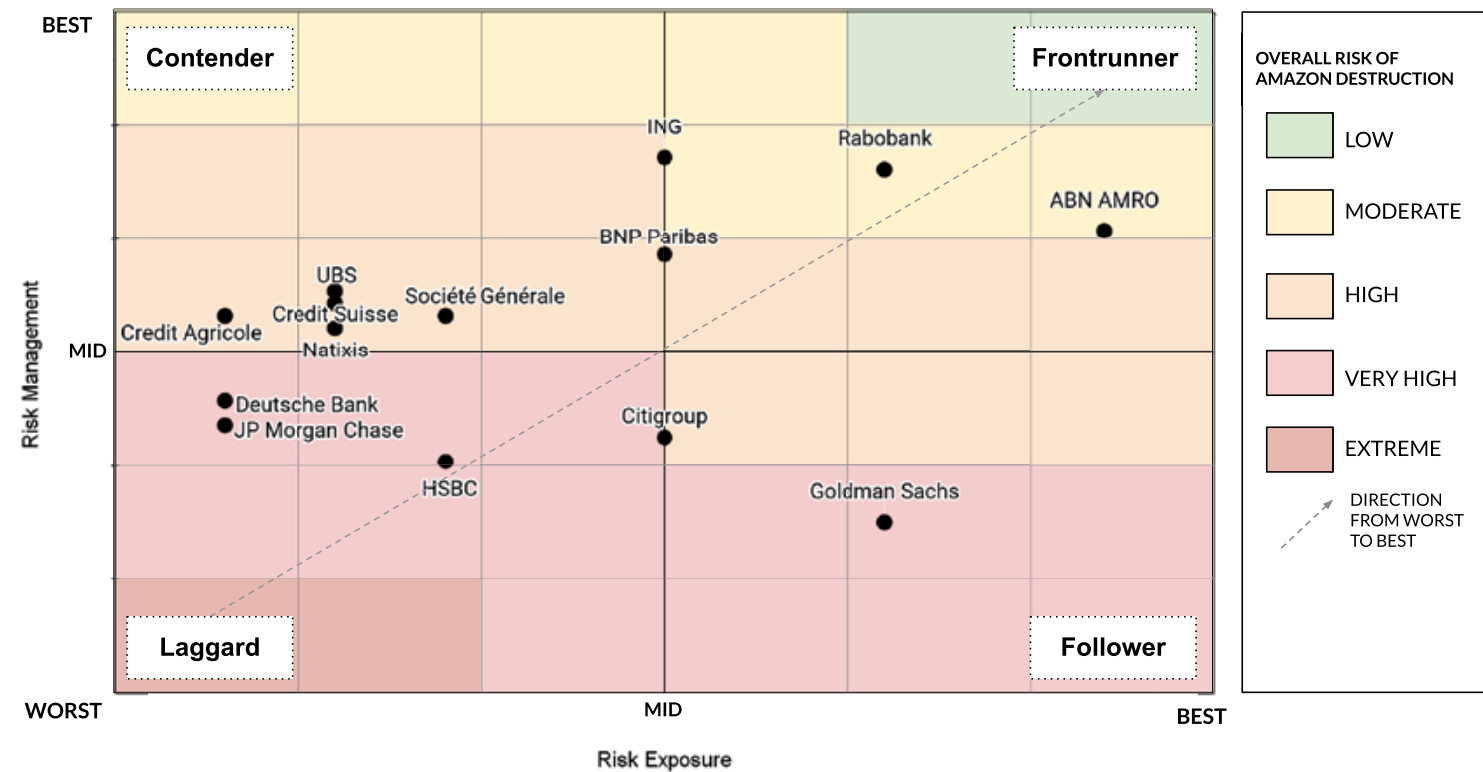 BEST
Contender
Frontrunner
OVERALL RISK OF
AMAZON DESTRUCTION
LOW
MODERATE
HIGH
VERY HIGH
EXTREME
DIRECTION
FROM WORST
TO BEST
ING
Rabobank
ABN AMRO
BNP Paribas
UBS
Société Générale
Credit Suisse
Credit Agricole
Natixis
MID
Risk Management
Deutsche Bank
JP Morgan Chase
Citigroup
HSBC
Goldman Sachs
Laggard
Follower
WORST
MID
BEST
Risk Exposure